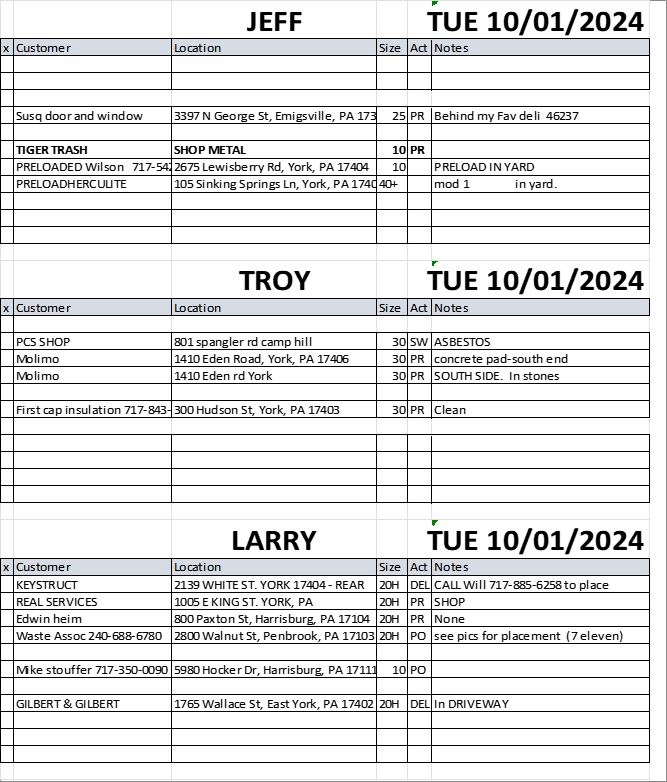 JEFF TUE 10/01/2024
x Customer Location Size Act Notes
Susq door and window 3397 N George St, Emigsville, PA 173 25 PR Behind my Fav deli 46237
TIGER TRASH SHOP METAL 10 PR
PRELOADED Wilson 717-542 2675 Lewisberry Rd, York, PA 17404 10 PRELOAD IN YARD
PRELOADHERCULITE 105 Sinking Springs Ln, York, PA 1740 40+ mod 1 in yard.
TROY TUE 10/01/2024
x Customer Location Size Act Notes
PCS SHOP 801 spangler rd camp hill 30 SW ASBESTOS
Molimo 1410 Eden Road, York, PA 17406 30 PR concrete pad-south end
Molimo 1410 Eden rd York 30 PR SOUTH SIDE. In stones
First cap insulation 717-843- 300 Hudson St, York, PA 17403 30 PR Clean
LARRY TUE 10/01/2024
x Customer Location Size Act Notes
KEYSTRUCT 2139 WHITE ST. YORK 17404 - REAR 20H DEL CALL Will 717-885-6258 to place
REAL SERVICES 1005 E KING ST. YORK, PA 20H PR SHOP
Edwin heim 800 Paxton St, Harrisburg, PA 17104 20H PR None
Waste Assoc 240-688-6780 2800 Walnut St, Penbrook, PA 17103 20H PO see pics for placement (7 eleven)
Mike stouffer 717-350-0090 5980 Hocker Dr, Harrisburg, PA 17111 10 PO
GILBERT & GILBERT 1765 Wallace St, East York, PA 17402 20H DEL In DRIVEWAY